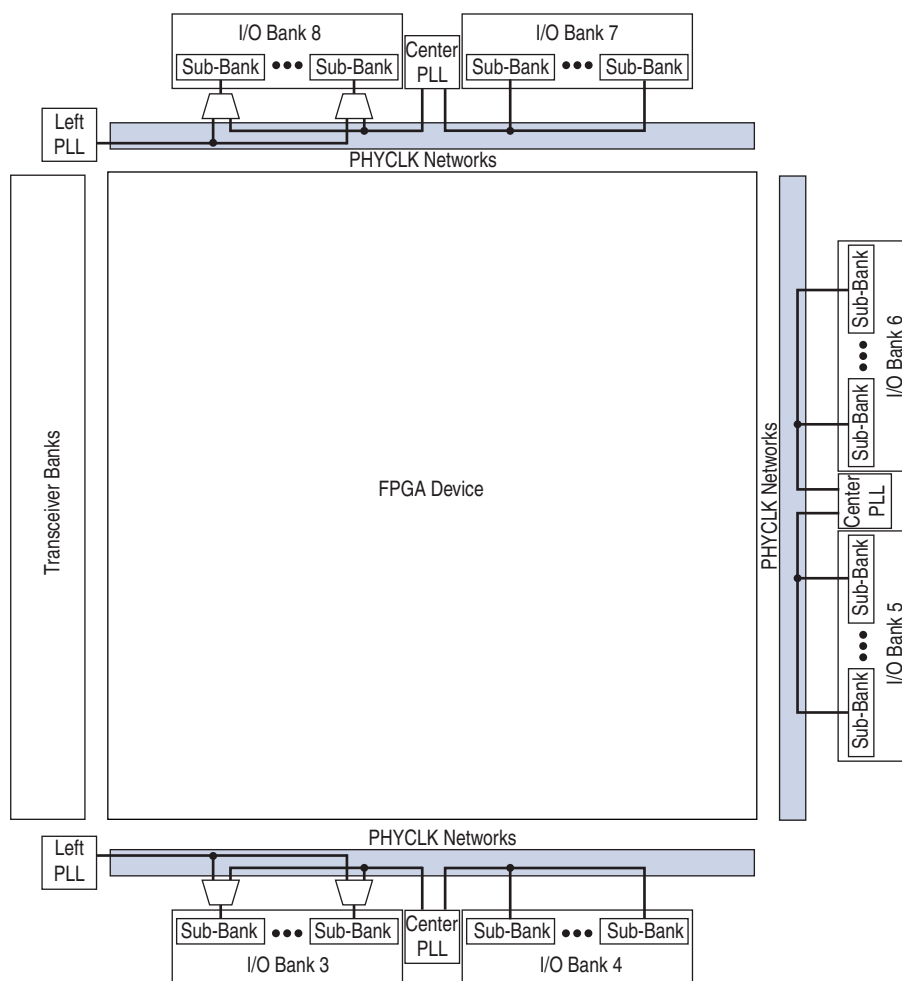 I/O Bank 8
Sub-Bank
Sub-Bank
Center
PLL
I/O Bank 7
Sub-Bank
Sub-Bank
Left
PLL
PHYCLK Networks
Transceiver Banks
FPGA Device
PHYCLK Networks
Sub-Bank
Sub-Bank
I/O Bank 6
Center
PLL
Sub-Bank
Sub-Bank
I/O Bank 5
PHYCLK Networks
Left
PLL
Sub-Bank
Sub-Bank
I/O Bank 3
Center
PLL
Sub-Bank
Sub-Bank
I/O Bank 4